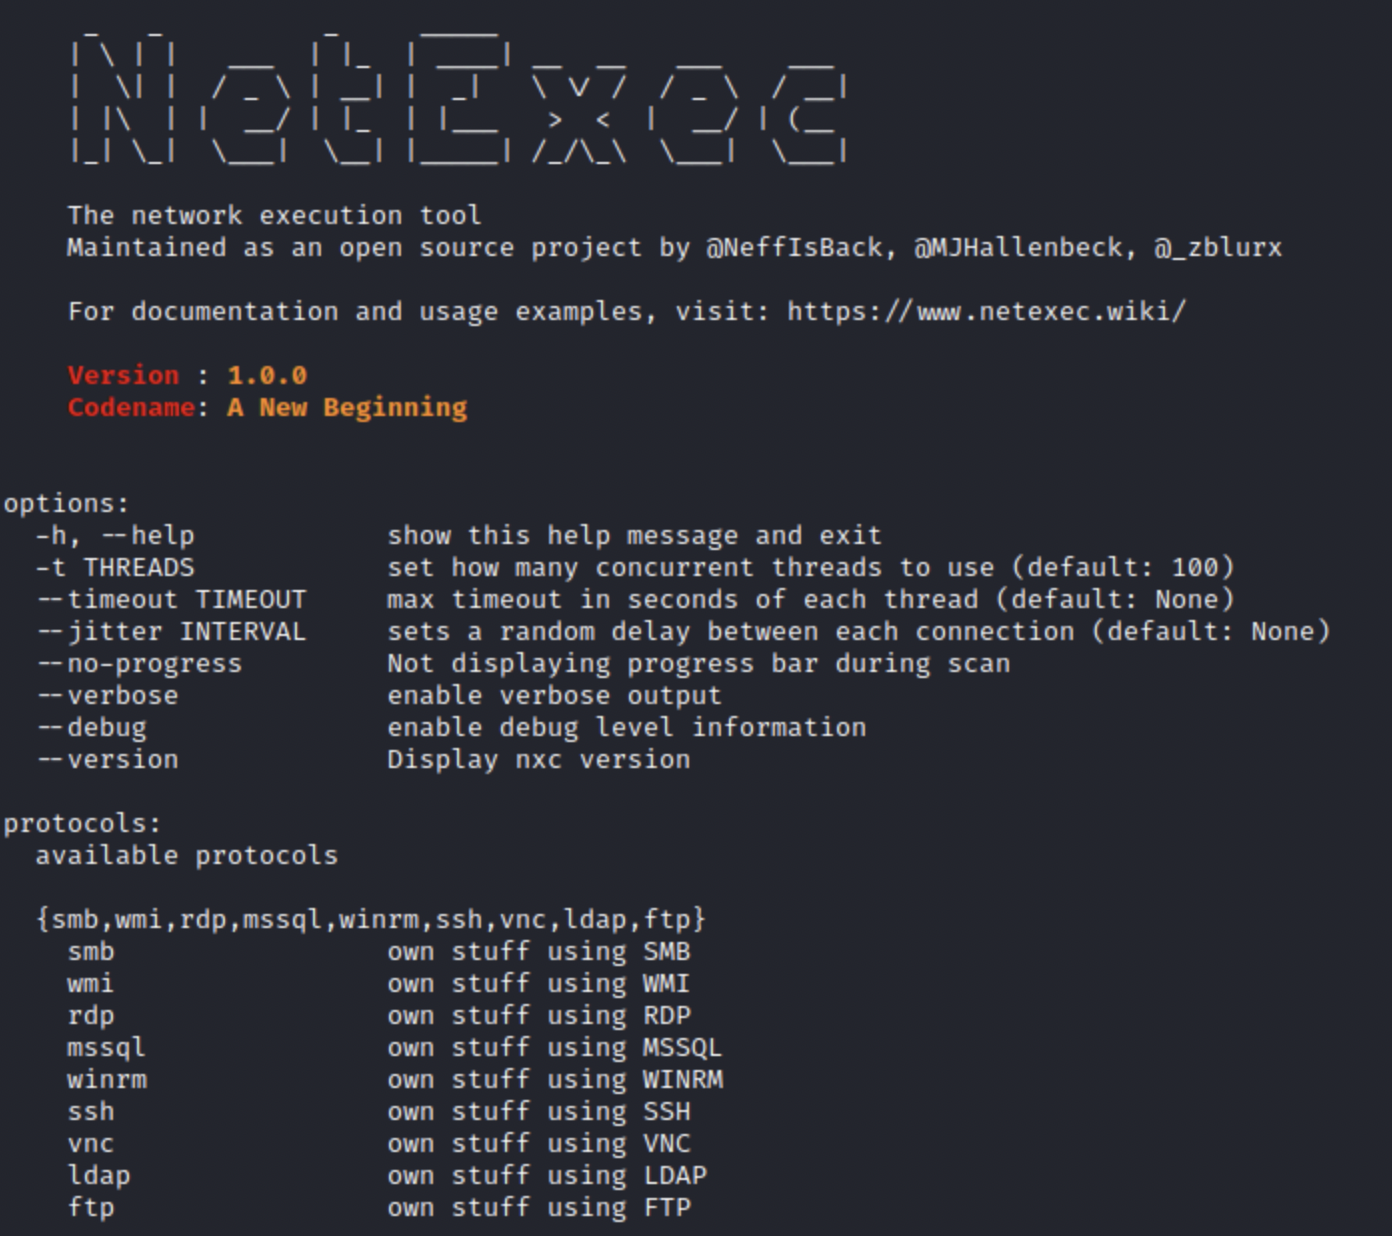 NetExec
The network execution tool
Maintained as an open source project by @NeffIsBack, @MJHallenbeck, @_zblurx
For documentation and usage examples, visit: https://www.netexec.wiki/
Version : 1.0.0
Codename: A New Beginning
options:
-h, --help show this help message and exit
-t THREADS set how many concurrent threads to use (default: 100)
--timeout TIMEOUT max timeout in seconds of each thread (default: None)
--jitter INTERVAL sets a random delay between each connection (default: None)
--no-progress Not displaying progress bar during scan
--verbose enable verbose output
--debug enable debug level information
--version Display nxc version
protocols:
available protocols
{smb,wmi,rdp,mssql,winrm,ssh,vnc,ldap,ftp}
smb own stuff using SMB
wmi own stuff using WMI
rdp own stuff using RDP
mssql own stuff using MSSQL
winrm own stuff using WINRM
ssh own stuff using SSH
vnc own stuff using VNC
ldap own stuff using LDAP
ftp own stuff using FTP